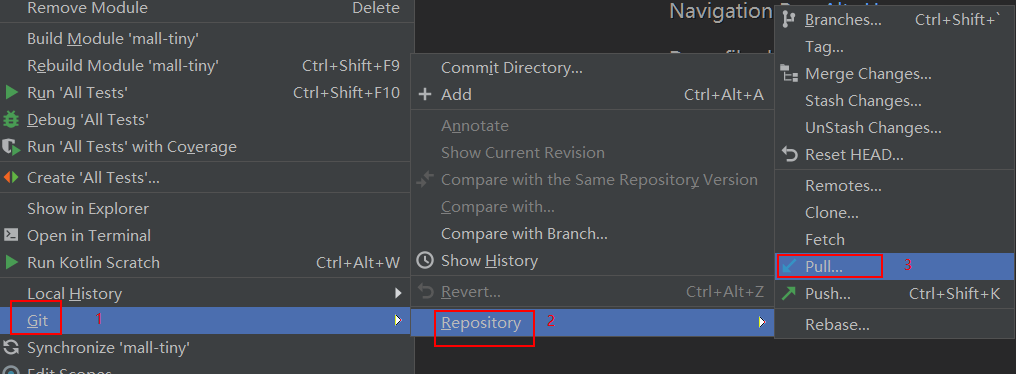 Remove Module Delete
Build Module 'mall-tiny'
Rebuild Module 'mall-tiny' Ctrl+Shift+F9
Run 'All Tests' Ctrl+Shift+F10
Debug 'All Tests'
Run 'All Tests' with Coverage
Create 'All Tests'...
Show in Explorer
Open in Terminal
Run Kotlin Scratch Ctrl+Alt+W
Local History
Git 1
Synchronize 'mall-tiny'
Edit Scopes
Commit Directory...
Add Ctrl+Alt+A
Annotate
Show Current Revision
Compare with the Same Repository Version
Compare with...
Compare with Branch...
Show History
Revert... Ctrl+Alt+Z
Repository 2
Navigation
Branches... Ctrl+Shift+`
Tag...
Merge Changes...
Stash Changes...
UnStash Changes...
Reset HEAD...
Remotes...
Clone...
Fetch
Pull... 3
Push... Ctrl+Shift+K
Rebase...